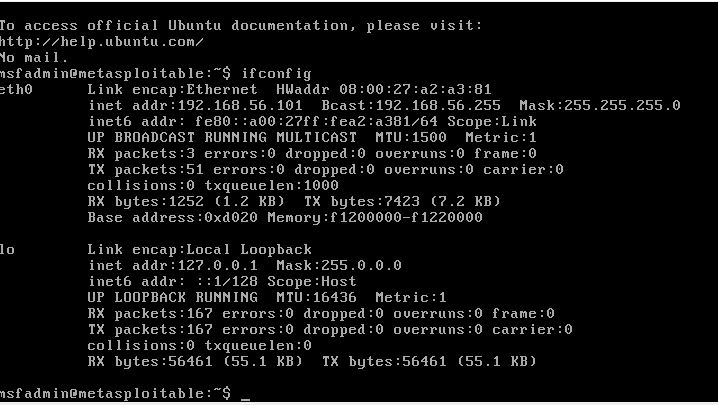 To access official Ubuntu documentation, please visit:
http://help.ubuntu.com/
No mail.
msfadmin@metasploitable:~$ ifconfig
eth0      Link encap:Ethernet  HWaddr 08:00:27:a2:a3:81
          inet addr:192.168.56.101  Bcast:192.168.56.255  Mask:255.255.255.0
          inet6 addr: fe80::a00:27ff:fea2:a381/64 Scope:Link
          UP BROADCAST RUNNING MULTICAST  MTU:1500  Metric:1
          RX packets:3 errors:0 dropped:0 overruns:0 frame:0
          TX packets:51 errors:0 dropped:0 overruns:0 carrier:0
          collisions:0 txqueuelen:1000
          RX bytes:1252 (1.2 KB)  TX bytes:7423 (7.2 KB)
          Base address:0xd020 Memory:f1200000-f1220000
lo        Link encap:Local Loopback
          inet addr:127.0.0.1  Mask:255.0.0.0
          inet6 addr: ::1/128 Scope:Host
          UP LOOPBACK RUNNING  MTU:16436  Metric:1
          RX packets:167 errors:0 dropped:0 overruns:0 frame:0
          TX packets:167 errors:0 dropped:0 overruns:0 carrier:0
          collisions:0 txqueuelen:0
          RX bytes:56461 (55.1 KB)  TX bytes:56461 (55.1 KB)
msfadmin@metasploitable:~$ _